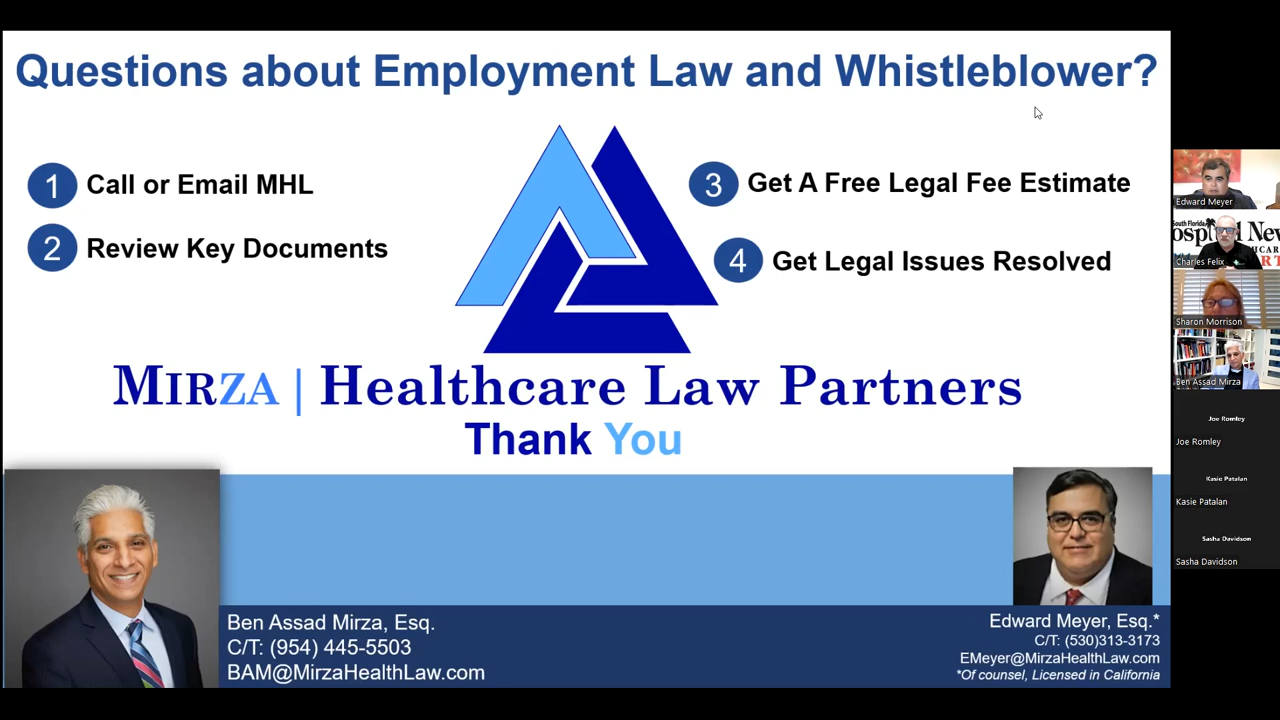 Questions about Employment Law and Whistleblower?
1 Call or Email MHL
2 Review Key Documents
3 Get A Free Legal Fee Estimate
4 Get Legal Issues Resolved
MIRZA | Healthcare Law Partners
Thank You
Ben Assad Mirza, Esq.
C/T: (954) 445-5503
BAM@MirzaHealthLaw.com
Edward Meyer, Esq.*
C/T: (530)313-3173
EMeyer@MirzaHealthLaw.com
*Of counsel, Licensed in California
Edward Meyer
South Florida
ospital New
Charles Felix
Sharon Morrison
Ben Assad Mirza
Joe Romley
Joe Romley
Kasie Patalan
Kasie Patalan
Sasha Davidson
Sasha Davidson